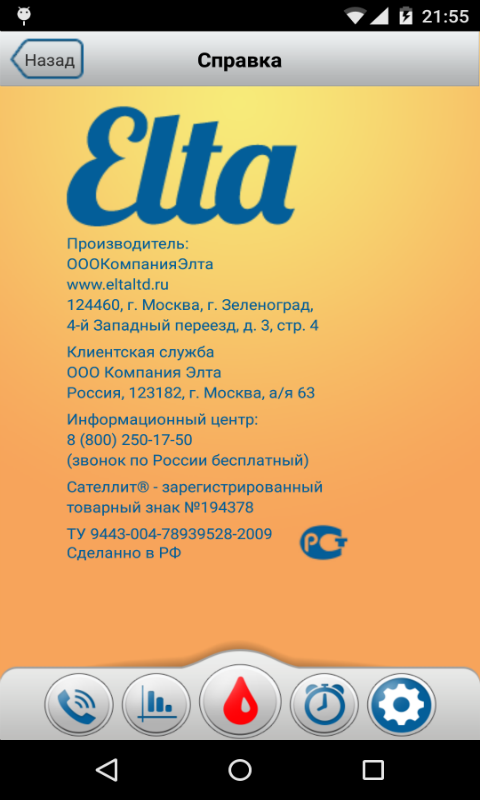 21:55
Назад
Справка
Elta
Производитель:
ОООКомпанияЭлта
www.eltaltd.ru
124460, г. Москва, г. Зеленоград,
4-й Западный переезд, д. 3, стр. 4
Клиентская служба
ООО Компания Элта
Россия, 123182, г. Москва, а/я 63
Информационный центр:
8 (800) 250-17-50
(звонок по России бесплатный)
Сателлит® - зарегистрированный
товарный знак №194378
ТУ 9443-004-78939528-2009
Сделанно в РФ
РСТ